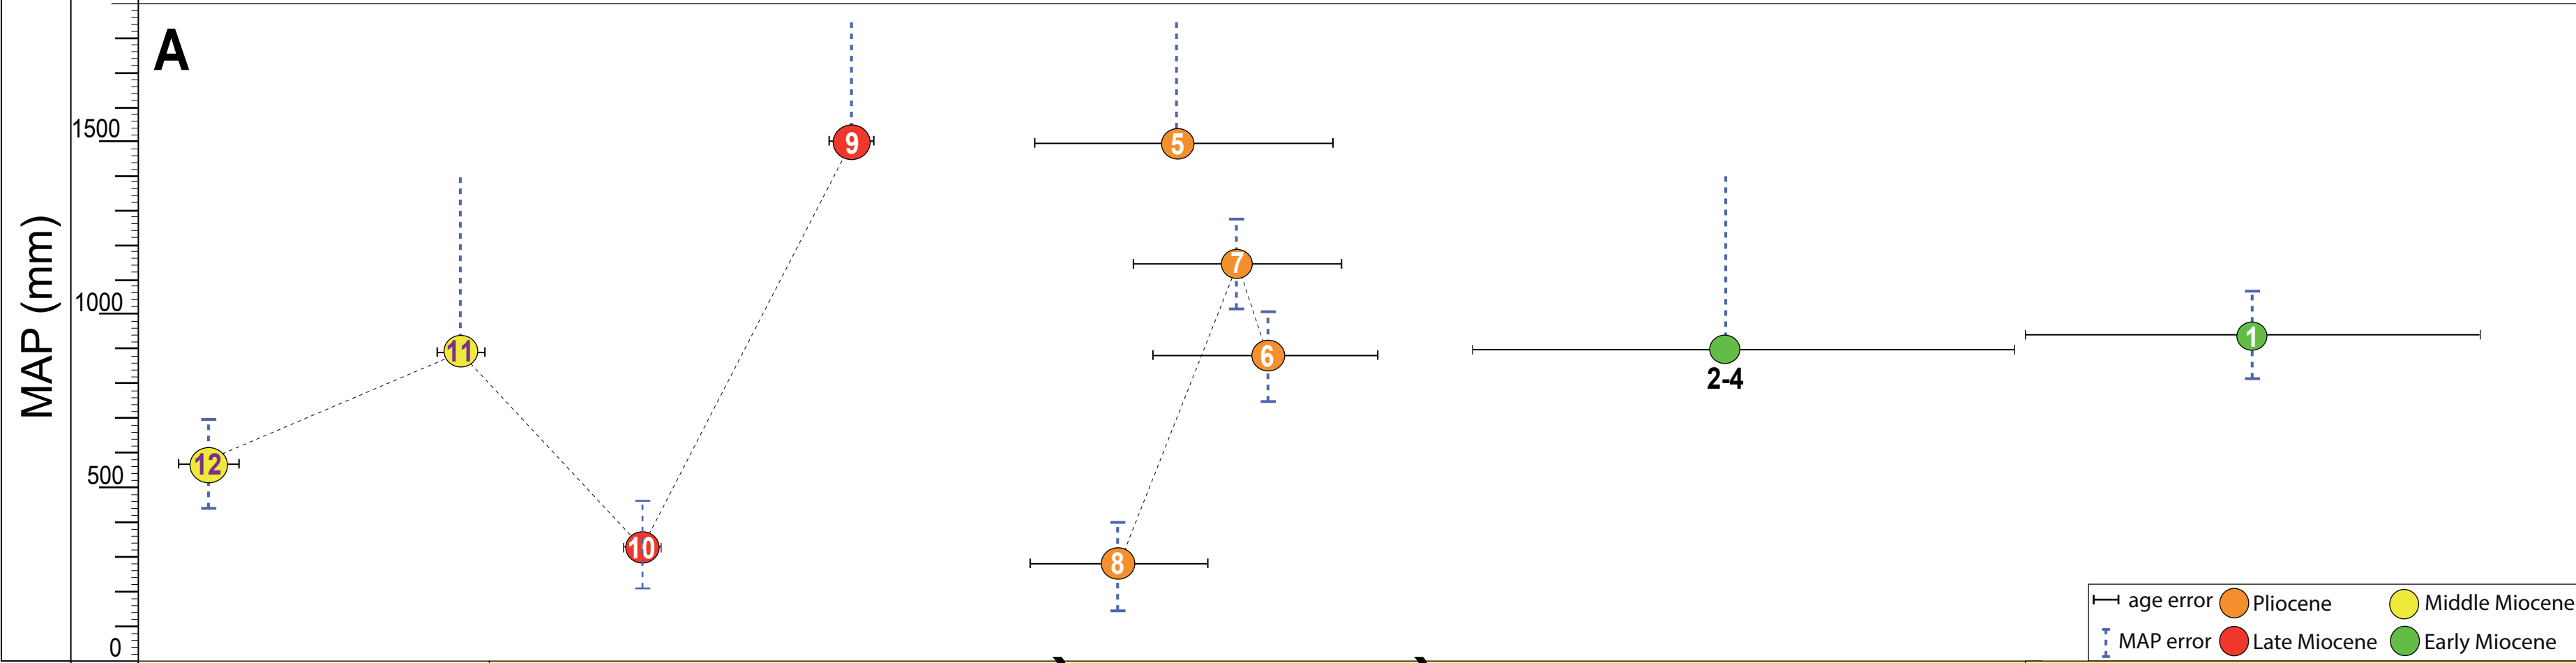 A
MAP (mm)
1500
1000
500
0
9
5
7
11
6
2-4
1
12
10
8
age error
Pliocene
Middle Miocene
MAP error
Late Miocene
Early Miocene